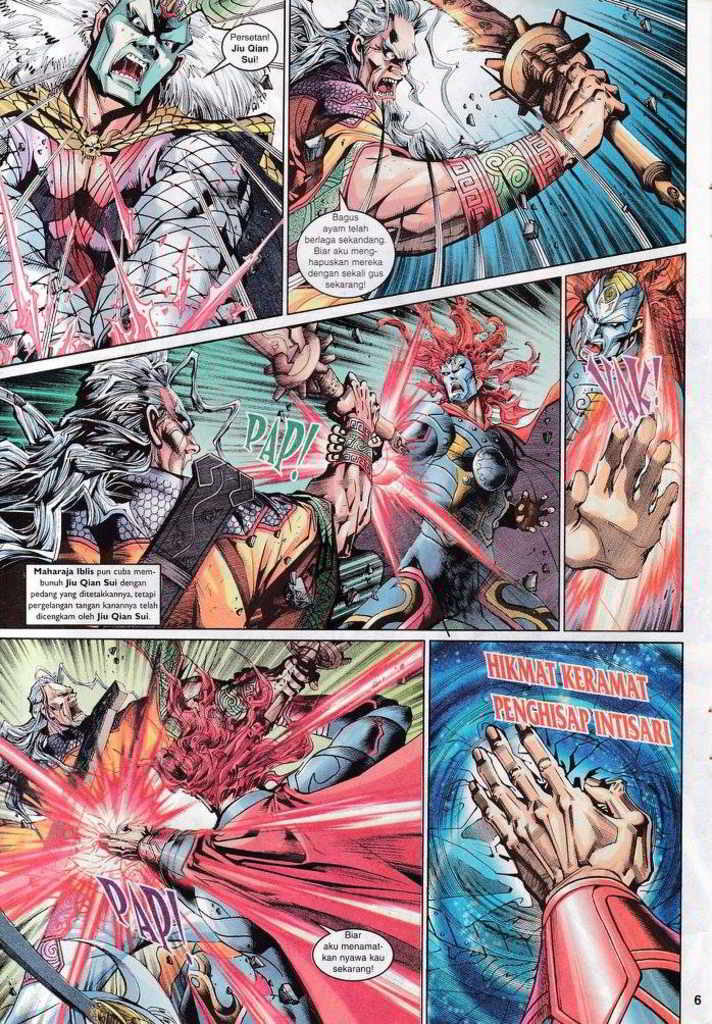 Persetan!
Jiu Qian
Sui!
Bagus
ayam telah
berlaga sekandang.
Biar aku meng-
hapuskan mereka
dengan sekali gus
sekarang!
PAP!
YAK!
Maharaja Iblis pun cuba mem-
bunuh Jiu Qian Sui dengan
pedang yang ditetakkannya, tetapi
pergelangan tangan kanannya telah
dicengkam oleh Jiu Qian Sui.
PAP!
Biar
aku menamat-
kan nyawa kau
sekarang!
HIKMAT KERAMAT
PENGHISAP INTISARI
6